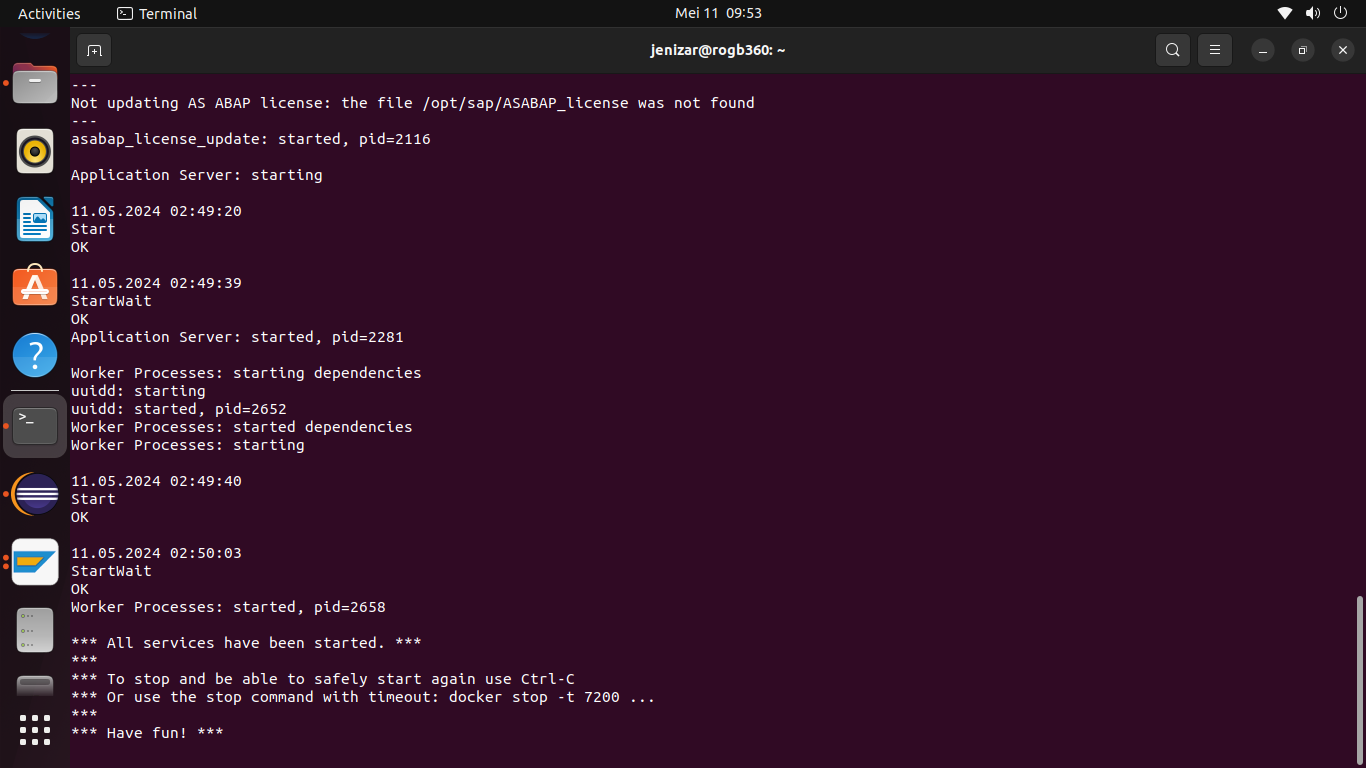 Activities
Terminal
Mei 11 09:53
jenizar@rogb360: ~
---
Not updating AS ABAP license: the file /opt/sap/ASABAP_license was not found
---
asabap_license_update: started, pid=2116
Application Server: starting
11.05.2024 02:49:20
Start
OK
11.05.2024 02:49:39
StartWait
OK
Application Server: started, pid=2281
Worker Processes: starting dependencies
uuidd: starting
uuidd: started, pid=2652
Worker Processes: started dependencies
Worker Processes: starting
11.05.2024 02:49:40
Start
OK
11.05.2024 02:50:03
StartWait
OK
Worker Processes: started, pid=2658
*** All services have been started. ***
***
*** To stop and be able to safely start again use Ctrl-C
*** Or use the stop command with timeout: docker stop -t 7200 ...
***
*** Have fun! ***